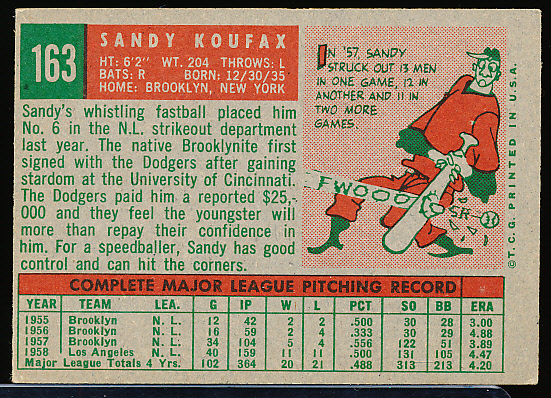 163
SANDY KOUFAX
HT: 6'2" WT. 204 THROWS: L
BATS: R BORN: 12/30/35
HOME: BROOKLYN, NEW YORK
Sandy's whistling fastball placed him
No. 6 in the N.L. strikeout department
last year. The native Brooklynite first
signed with the Dodgers after gaining
stardom at the University of Cincinnati.
The Dodgers paid him a reported $25,-
000 and they feel the youngster will
more than repay their confidence in
him. For a speedballer, Sandy has good
control and can hit the corners.
IN '57, SANDY
STRUCK OUT 13 MEN
IN ONE GAME, 12 IN
ANOTHER AND 11 IN
TWO MORE
GAMES.
FWOOO
SR-
© T.C.G. PRINTED IN U.S.A.
COMPLETE MAJOR LEAGUE PITCHING RECORD
YEAR TEAM LEA. G IP W L PCT SO BB ERA
1955 Brooklyn N. L. 12 42 2 2 .500 30 28 3.00
1956 Brooklyn N. L. 16 59 2 4 .333 30 29 4.88
1957 Brooklyn N. L. 34 104 5 4 .556 122 51 3.89
1958 Los Angeles N. L. 40 159 11 11 .500 131 105 4.47
Major League Totals 4 Yrs. 102 364 20 21 .488 313 213 4.20